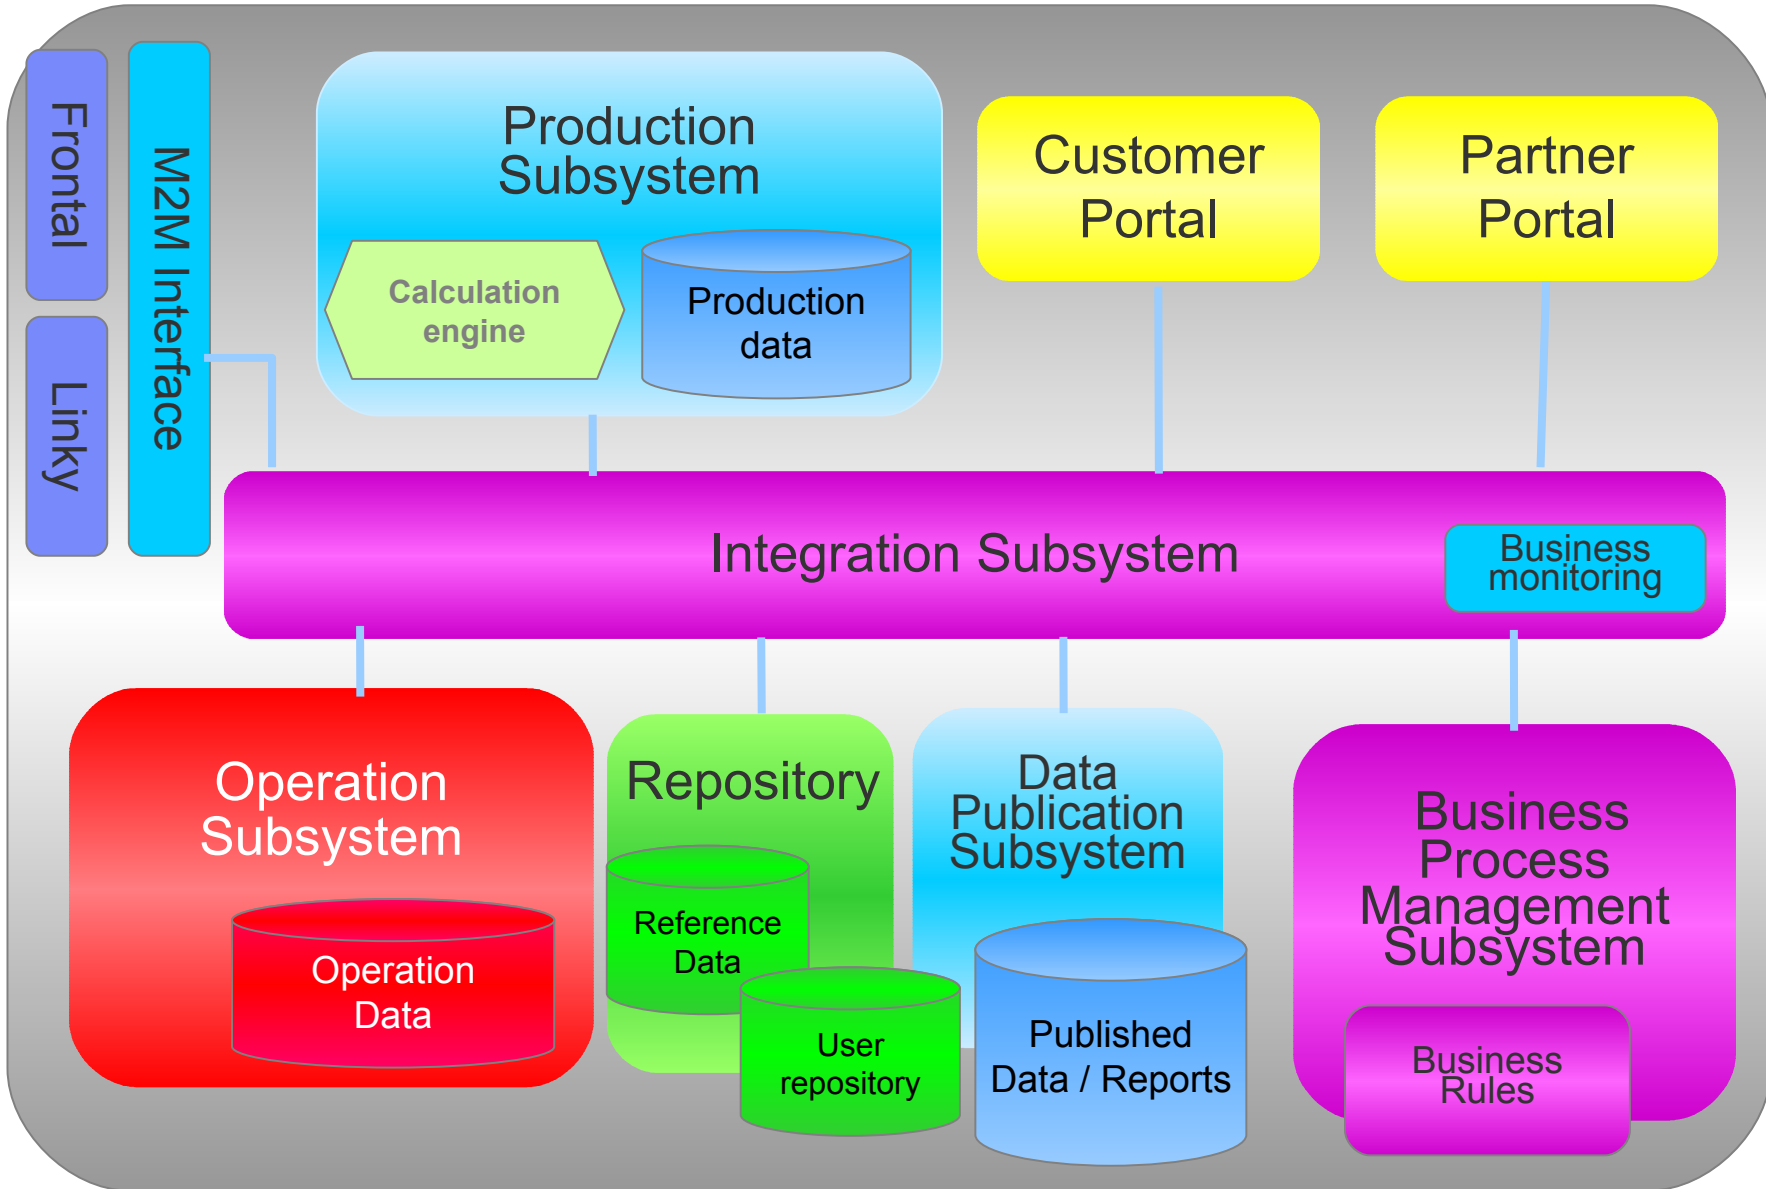 Frontal
Linky
M2M Interface
Production
Subsystem
Calculation
engine
Production
data
Customer
Portal
Partner
Portal
Integration Subsystem
Business
monitoring
Operation
Subsystem
Operation
Data
Repository
Reference
Data
User
repository
Data
Publication
Subsystem
Published
Data / Reports
Business
Process
Management
Subsystem
Business
Rules